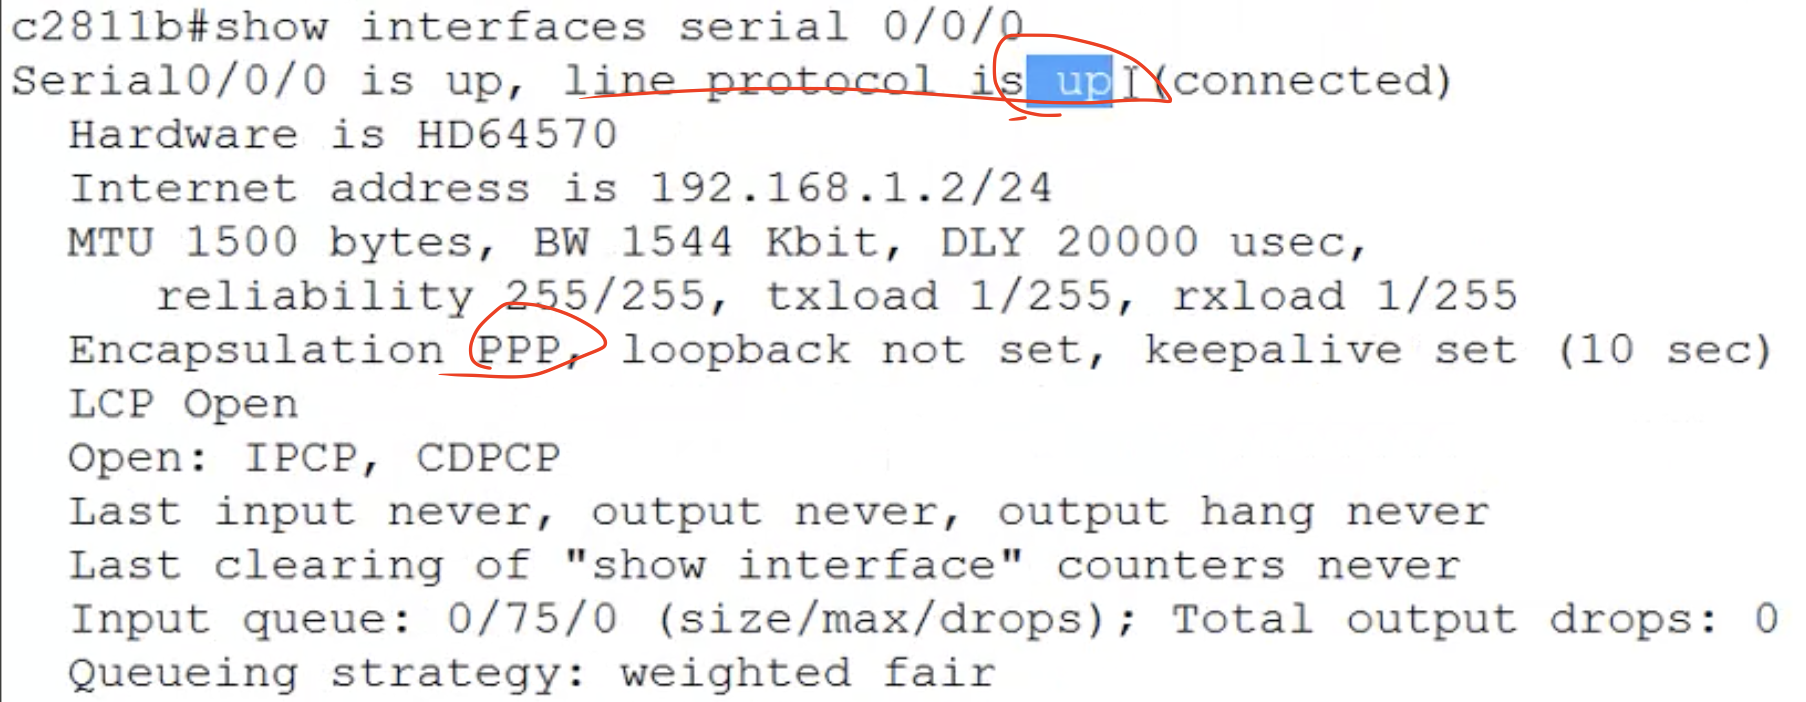 c2811b#show interfaces serial 0/0/0
Serial0/0/0 is up, line protocol is up (connected)
Hardware is HD64570
Internet address is 192.168.1.2/24
MTU 1500 bytes, BW 1544 Kbit, DLY 20000 usec,
reliability 255/255, txload 1/255, rxload 1/255
Encapsulation PPP, loopback not set, keepalive set (10 sec)
LCP Open
Open: IPCP, CDPCP
Last input never, output never, output hang never
Last clearing of "show interface" counters never
Input queue: 0/75/0 (size/max/drops); Total output drops: 0
Queueing strategy: weighted fair